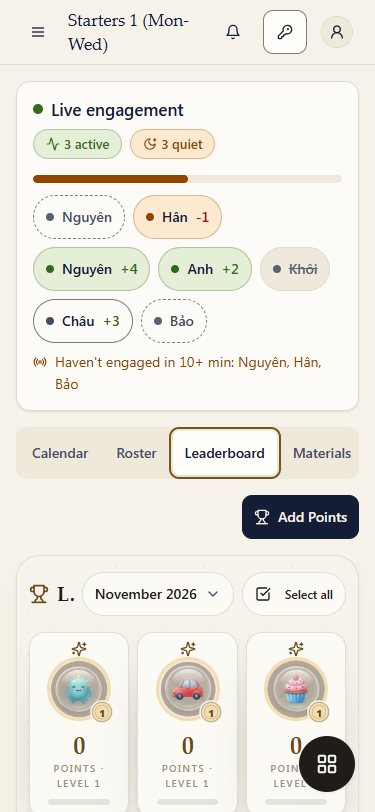 Starters 1 (Mon-
Wed)
Live engagement
3 active
3 quiet
Nguyên
Hân -1
Nguyên +4
Anh +2
Khôi
Châu +3
Bảo
Haven't engaged in 10+ min: Nguyên, Hân,
Bảo
Calendar
Roster
Leaderboard
Materials
Add Points
L.
November 2026
Select all
1
1
1
0
0
0
POINTS ·
LEVEL 1
POINTS ·
LEVEL 1
POINTS ·
LEVEL 1